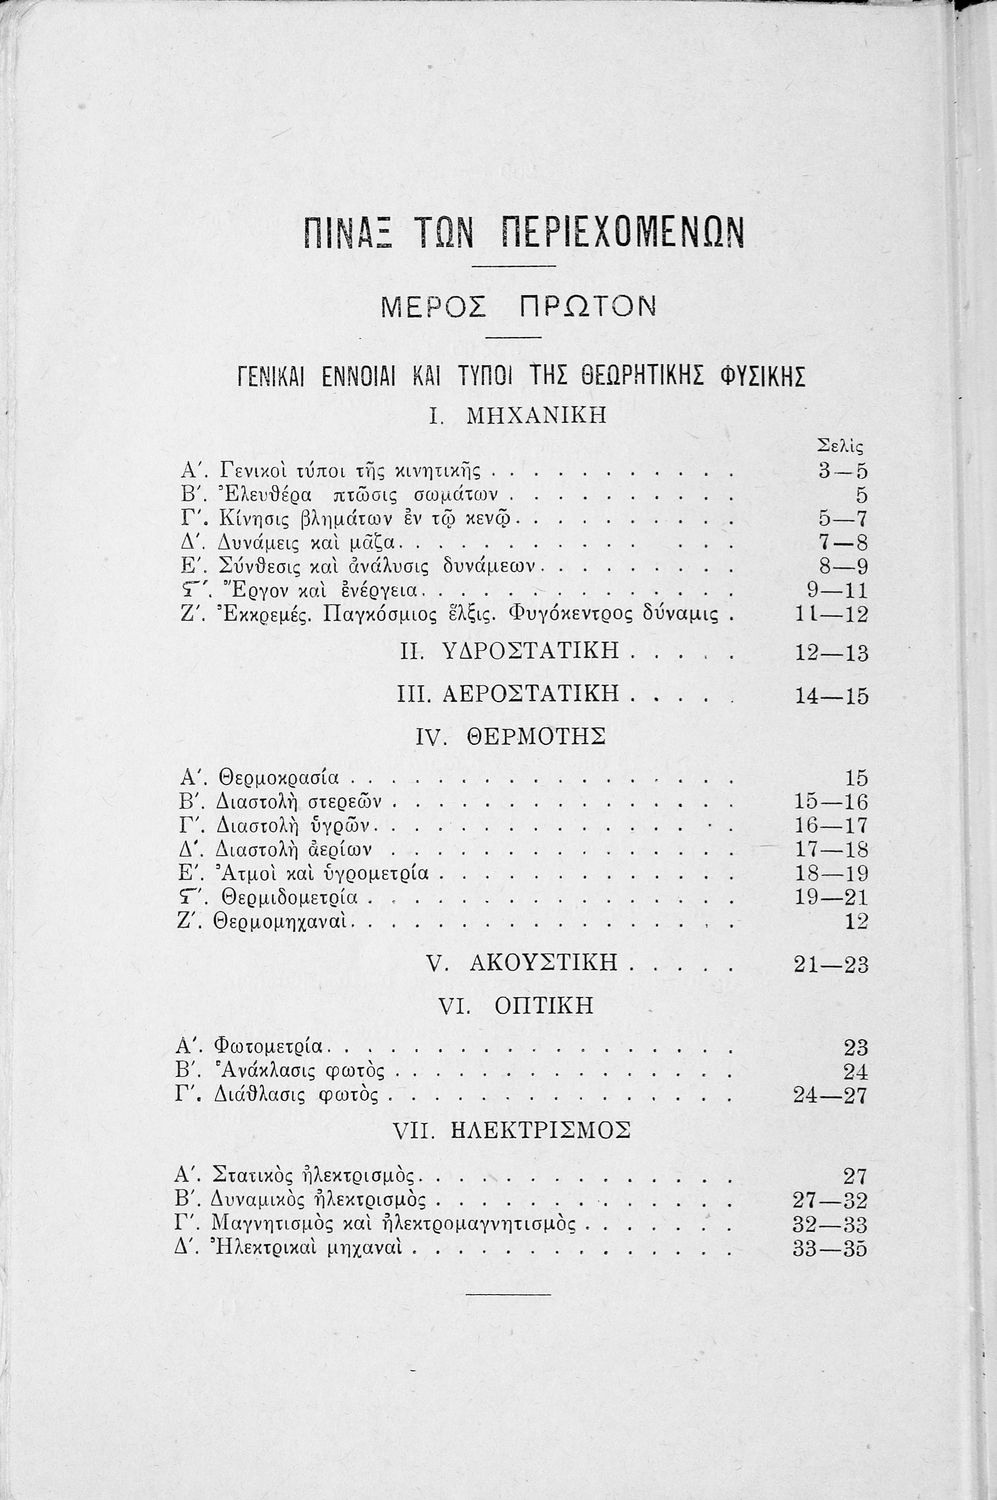 ΠΙΝΑΞ ΤΩΝ ΠΕΡΙΕΧΟΜΕΝΩΝ
ΜΕΡΟΣ ΠΡΩΤΟΝ
ΓΕΝΙΚΑΙ ΕΝΝΟΙΑΙ ΚΑΙ ΤΥΠΟΙ ΤΗΣ ΘΕΩΡΗΤΙΚΗΣ ΦΥΣΙΚΗΣ
I. ΜΗΧΑΝΙΚΗ
Σελὶς
Α΄. Γενικοὶ τύποι τῆς κινητικῆς . . . . . . . . . . . 3—5
Β΄. Ἐλευθέρα πτῶσις σωμάτων . . . . . . . . . . 5
Γ΄. Κίνησις βλημάτων ἐν τῷ κενῷ. . . . . . . . . . 5—7
Δ΄. Δυνάμεις καὶ μᾶζα. . . . . . . . . . . . . . . 7—8
Ε΄. Σύνθεσις καὶ ἀνάλυσις δυνάμεων. . . . . . . . . 8—9
Ϛ΄. Ἔργον καὶ ἐνέργεια. . . . . . . . . . . . . . 9—11
Ζ΄. Ἐκκρεμές. Παγκόσμιος ἕλξις. Φυγόκεντρος δύναμις . 11—12
II. ΥΔΡΟΣΤΑΤΙΚΗ . . . . . 12—13
III. ΑΕΡΟΣΤΑΤΙΚΗ . . . . . 14—15
IV. ΘΕΡΜΟΤΗΣ
Α΄. Θερμοκρασία . . . . . . . . . . . . . . . . . 15
Β΄. Διαστολὴ στερεῶν . . . . . . . . . . . . . . . 15—16
Γ΄. Διαστολὴ ὑγρῶν. . . . . . . . . . . . . . . . 16—17
Δ΄. Διαστολὴ ἀερίων . . . . . . . . . . . . . . . 17—18
Ε΄. Ἀτμοὶ καὶ ὑγρομετρία . . . . . . . . . . . . . 18—19
Ϛ΄. Θερμιδομετρία . . . . . . . . . . . . . . . . 19—21
Ζ΄. Θερμομηχαναὶ. . . . . . . . . . . . . . . . . 12
V. ΑΚΟΥΣΤΙΚΗ . . . . . 21—23
VI. ΟΠΤΙΚΗ
Α΄. Φωτομετρία. . . . . . . . . . . . . . . . . . 23
Β΄. Ἀνάκλασις φωτὸς . . . . . . . . . . . . . . . 24
Γ΄. Διάθλασις φωτὸς . . . . . . . . . . . . . . . 24—27
VII. ΗΛΕΚΤΡΙΣΜΟΣ
Α΄. Στατικὸς ἠλεκτρισμὸς. . . . . . . . . . . . . . 27
Β΄. Δυναμικὸς ἠλεκτρισμὸς . . . . . . . . . . . . . 27—32
Γ΄. Μαγνητισμὸς καὶ ἠλεκτρομαγνητισμὸς . . . . . . . 32—33
Δ΄. Ἠλεκτρικαὶ μηχαναὶ . . . . . . . . . . . . . . 33—35